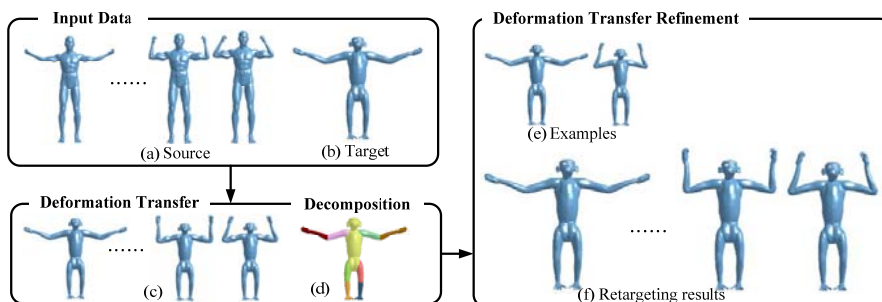 Input Data
......
(a) Source
(b) Target
Deformation Transfer
Decomposition
......
(c)
(d)
Deformation Transfer Refinement
(e) Examples
......
(f) Retargeting results